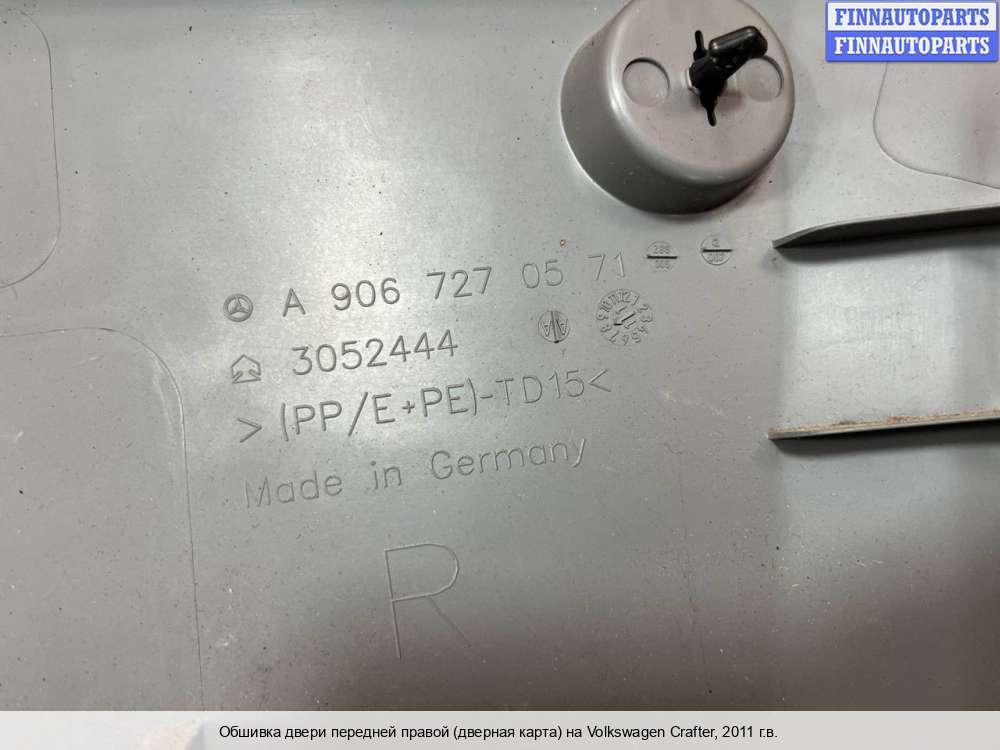 FINNAUTOPARTS
FINNAUTOPARTS
A 906 727 05 71
3052444
>(PP/E+PE)-TD15<
Made in Germany
R
Обшивка двери передней правой (дверная карта) на Volkswagen Crafter, 2011 г.в.